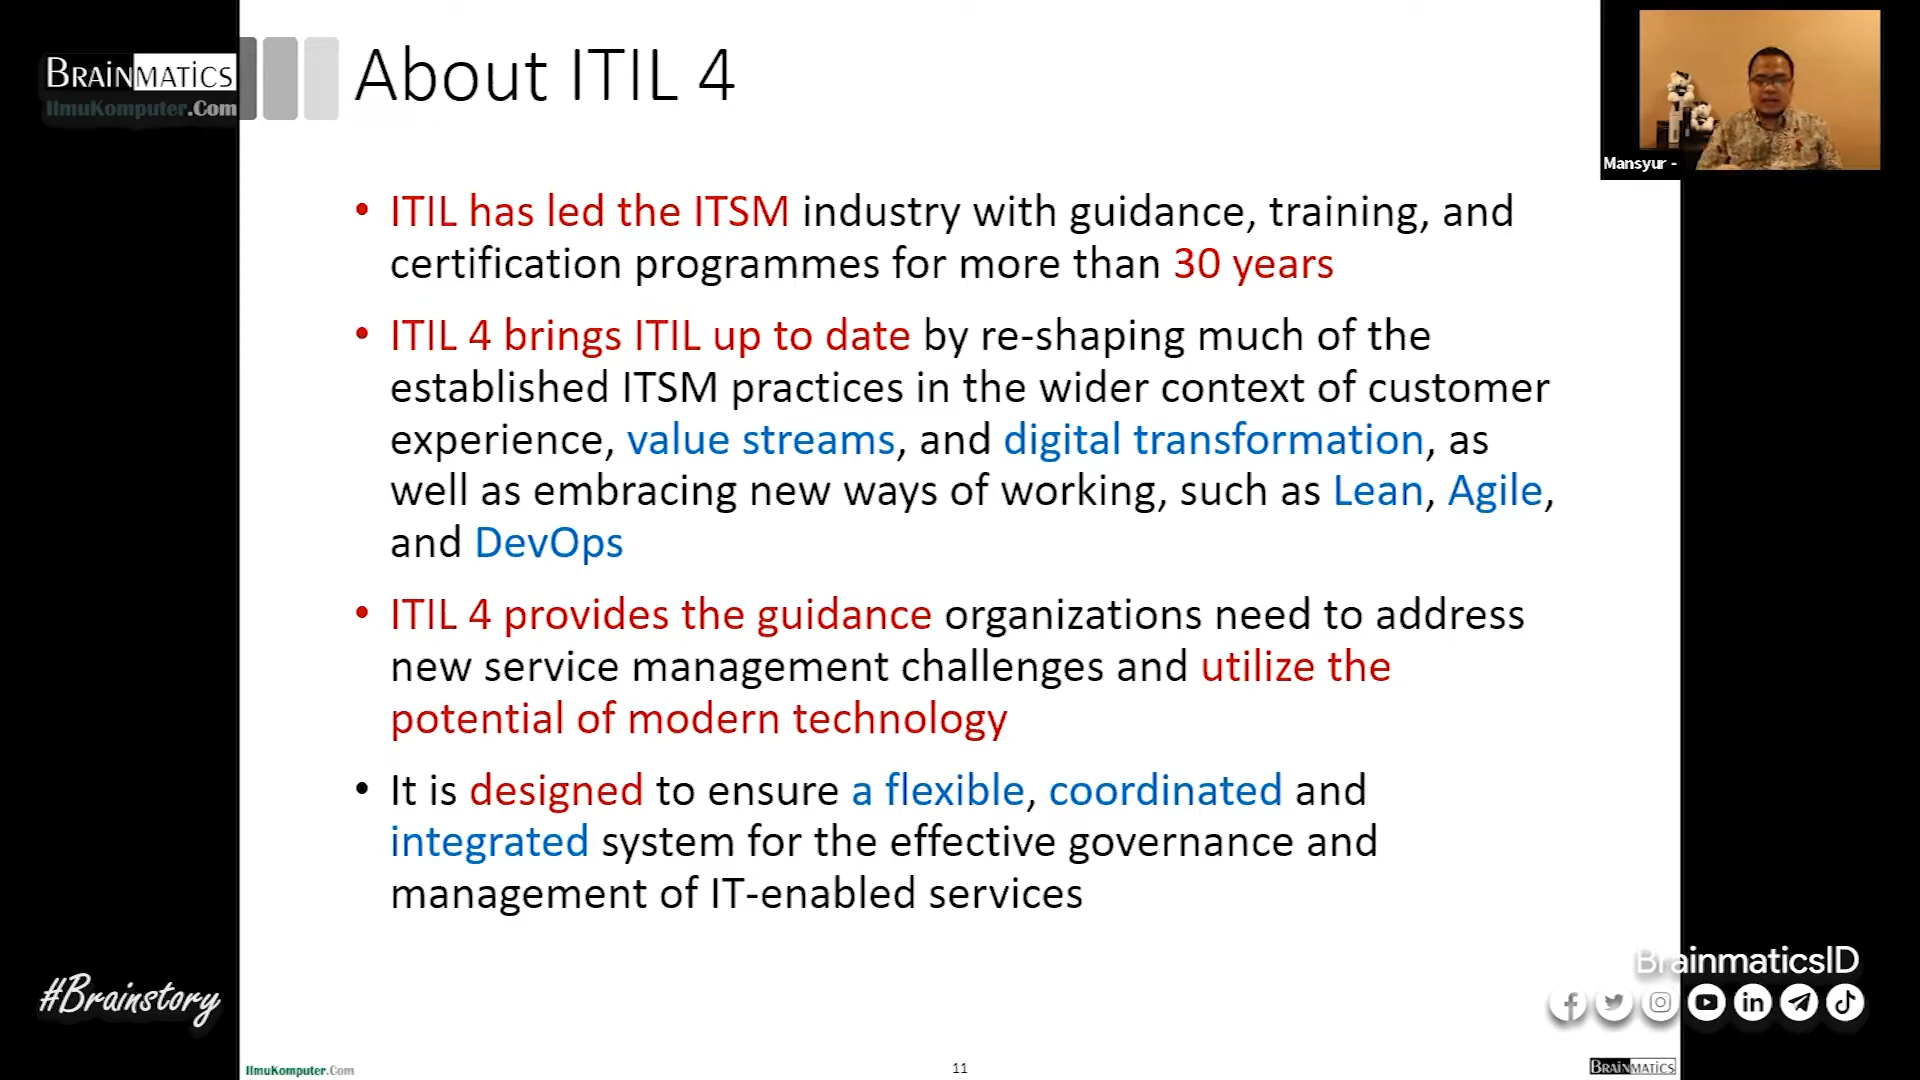 BRAINMATICS
IlmuKomputer.Com
About ITIL 4
Mansyur -
• ITIL has led the ITSM industry with guidance, training, and
certification programmes for more than 30 years
• ITIL 4 brings ITIL up to date by re-shaping much of the
established ITSM practices in the wider context of customer
experience, value streams, and digital transformation, as
well as embracing new ways of working, such as Lean, Agile,
and DevOps
• ITIL 4 provides the guidance organizations need to address
new service management challenges and utilize the
potential of modern technology
• It is designed to ensure a flexible, coordinated and
integrated system for the effective governance and
management of IT-enabled services
BrainmaticsID
#Brainstory
IlmuKomputer.Com
11
BRAINMATICS